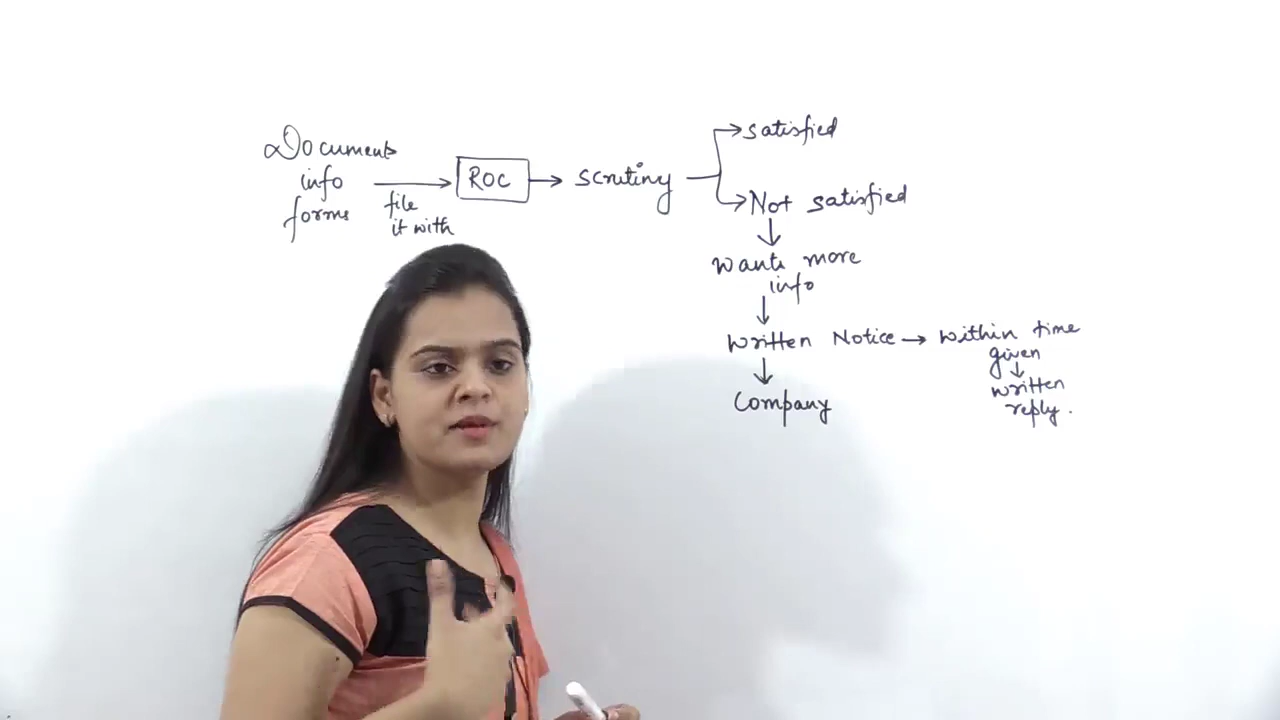 Documents
info
forms
file
it with
ROC
scrutiny
satisfied
Not satisfied
wants more
info
written Notice
Company
within time
given
written
reply.